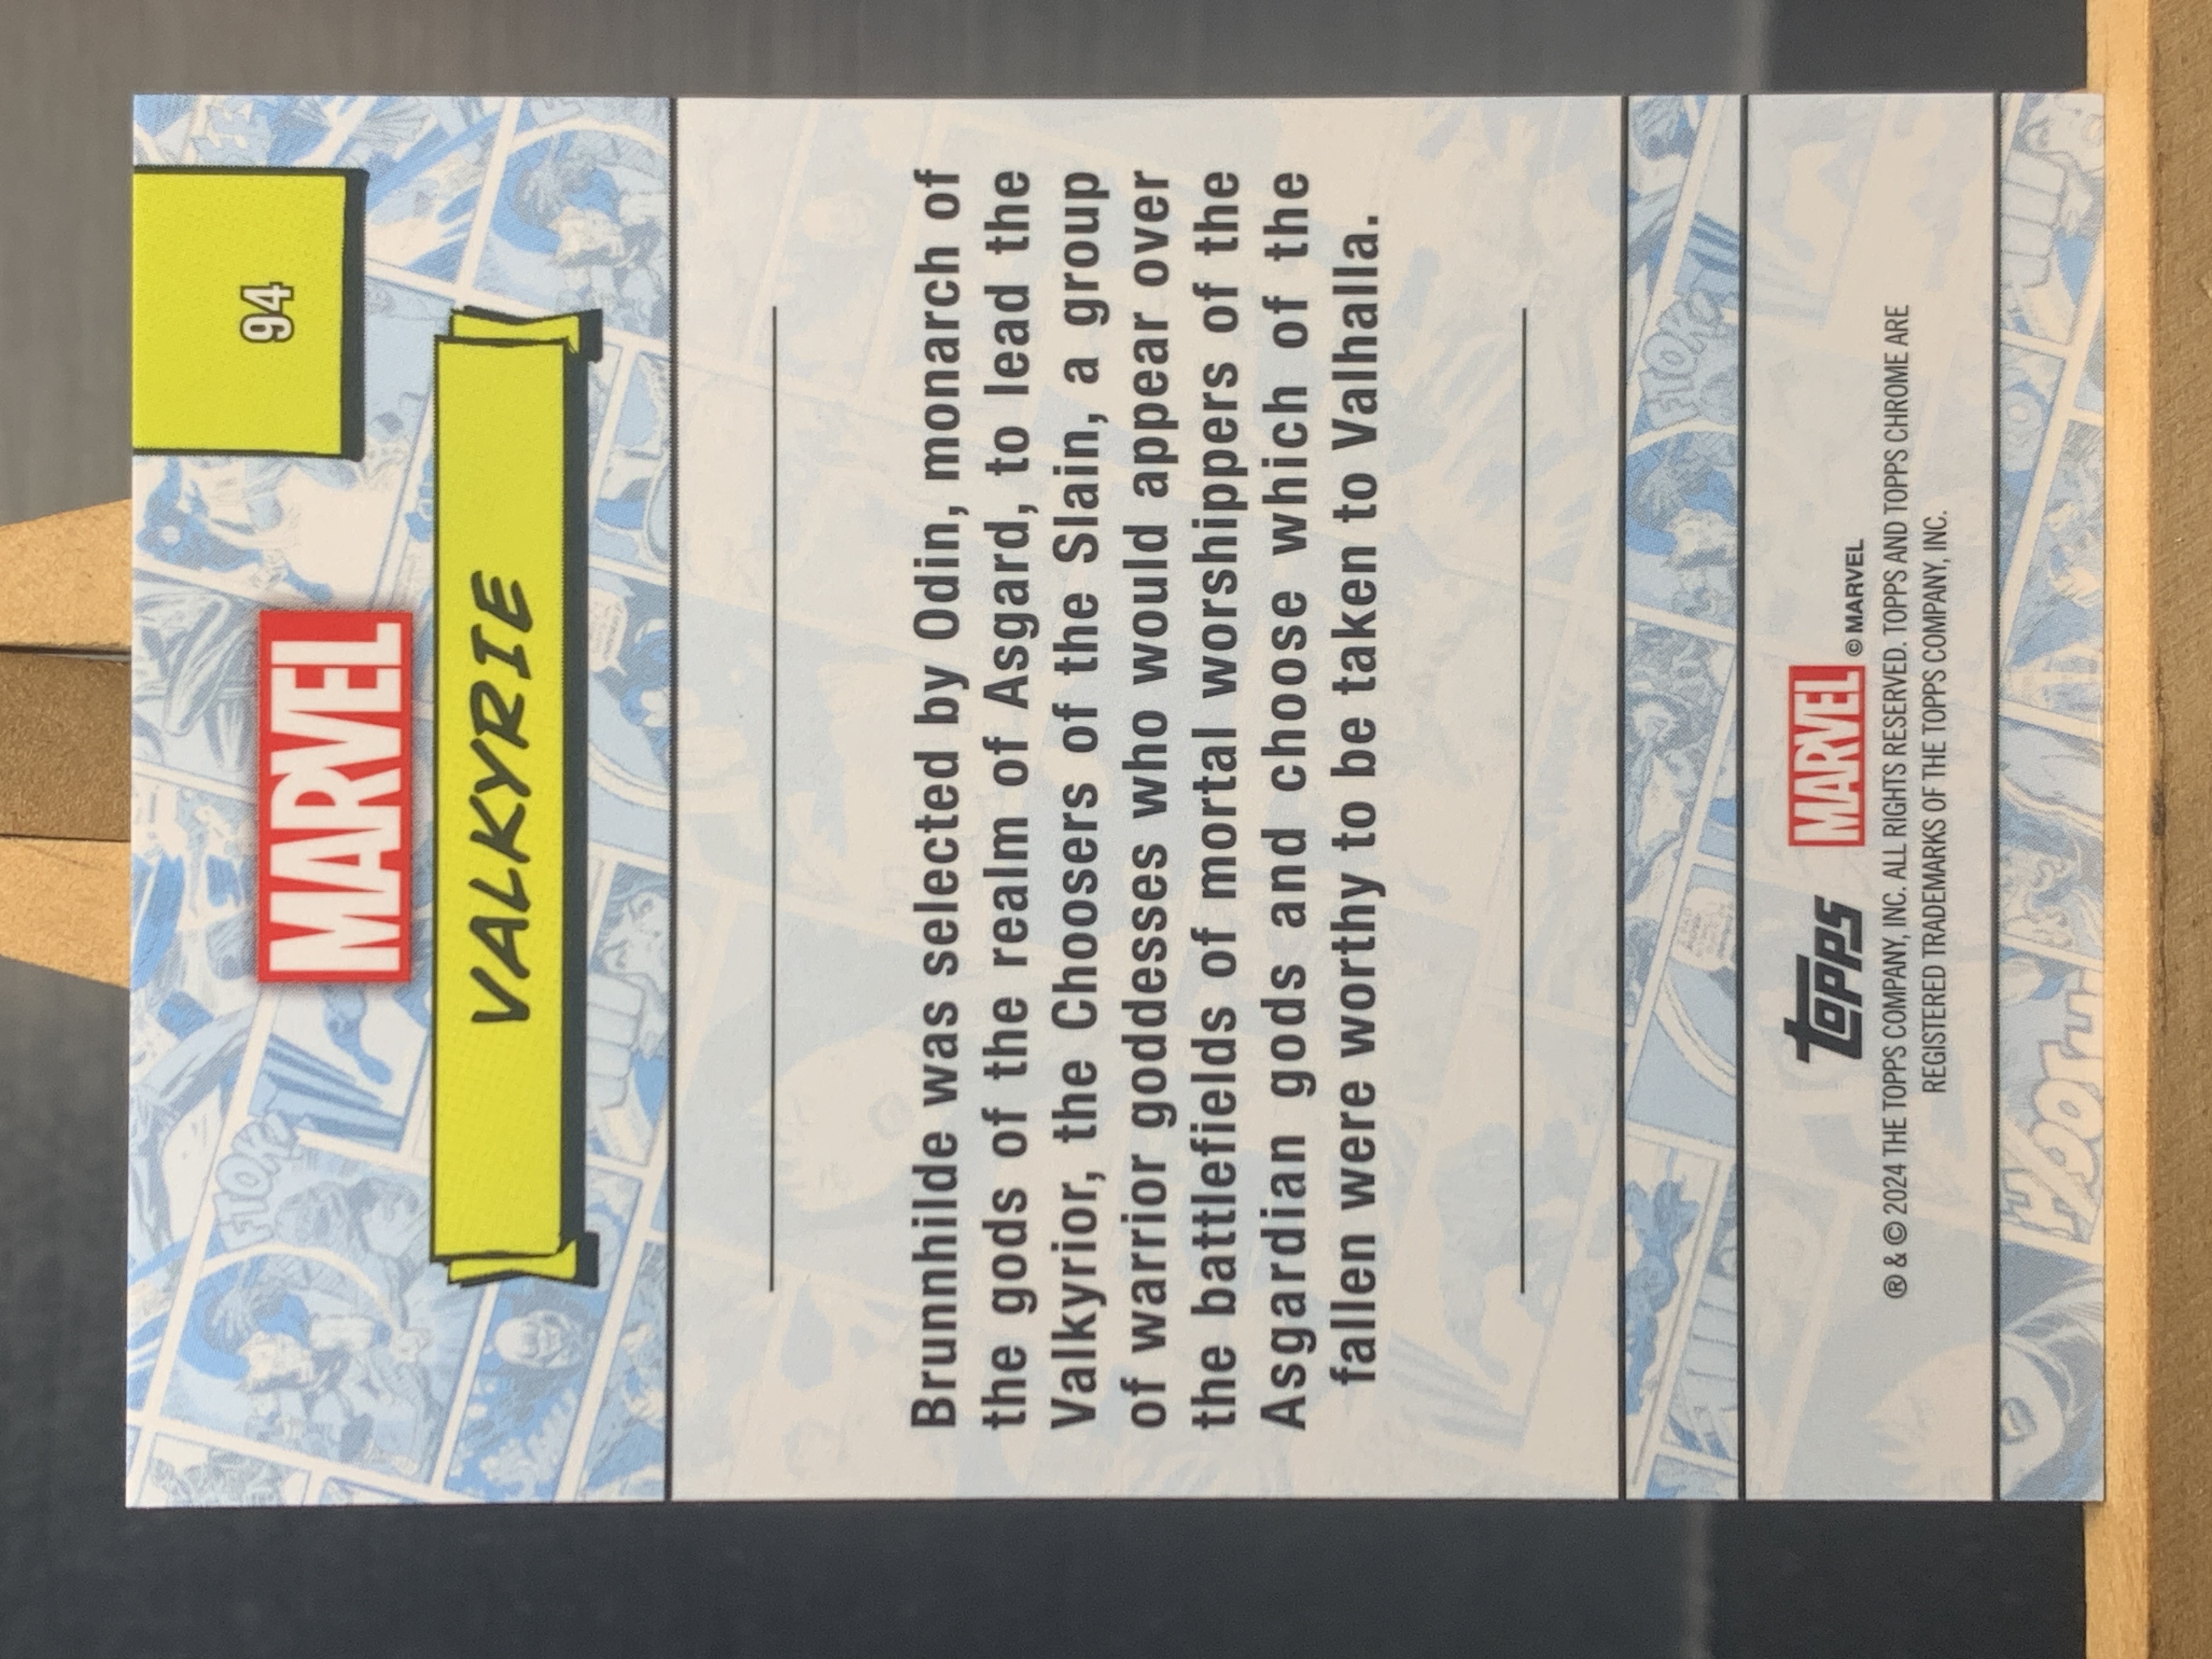 94
MARVEL
VALKYRIE
Brunnhilde was selected by Odin, monarch of
the gods of the realm of Asgard, to lead the
Valkyrior, the Choosers of the Slain, a group
of warrior goddesses who would appear over
the battlefields of mortal worshippers of the
Asgardian gods and choose which of the
fallen were worthy to be taken to Valhalla.
topps MARVEL © MARVEL
® & © 2024 THE TOPPS COMPANY, INC. ALL RIGHTS RESERVED. TOPPS AND TOPPS CHROME ARE
REGISTERED TRADEMARKS OF THE TOPPS COMPANY, INC.